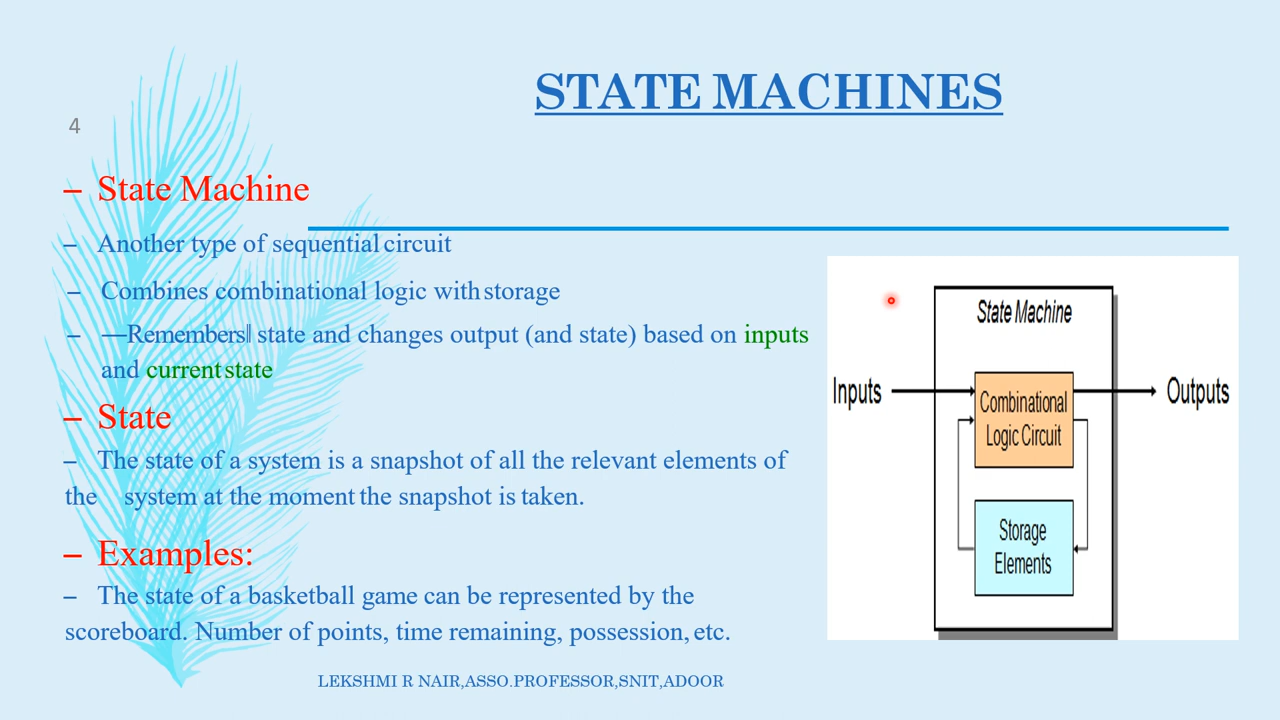 STATE MACHINES
4
– State Machine
– Another type of sequential circuit
– Combines combinational logic with storage
– ―Remembers‖ state and changes output (and state) based on inputs
and current state
– State
– The state of a system is a snapshot of all the relevant elements of
the system at the moment the snapshot is taken.
– Examples:
– The state of a basketball game can be represented by the
scoreboard. Number of points, time remaining, possession, etc.
State Machine
Inputs
Combinational
Logic Circuit
Outputs
Storage
Elements
LEKSHMI R NAIR,ASSO.PROFESSOR,SNIT,ADOOR